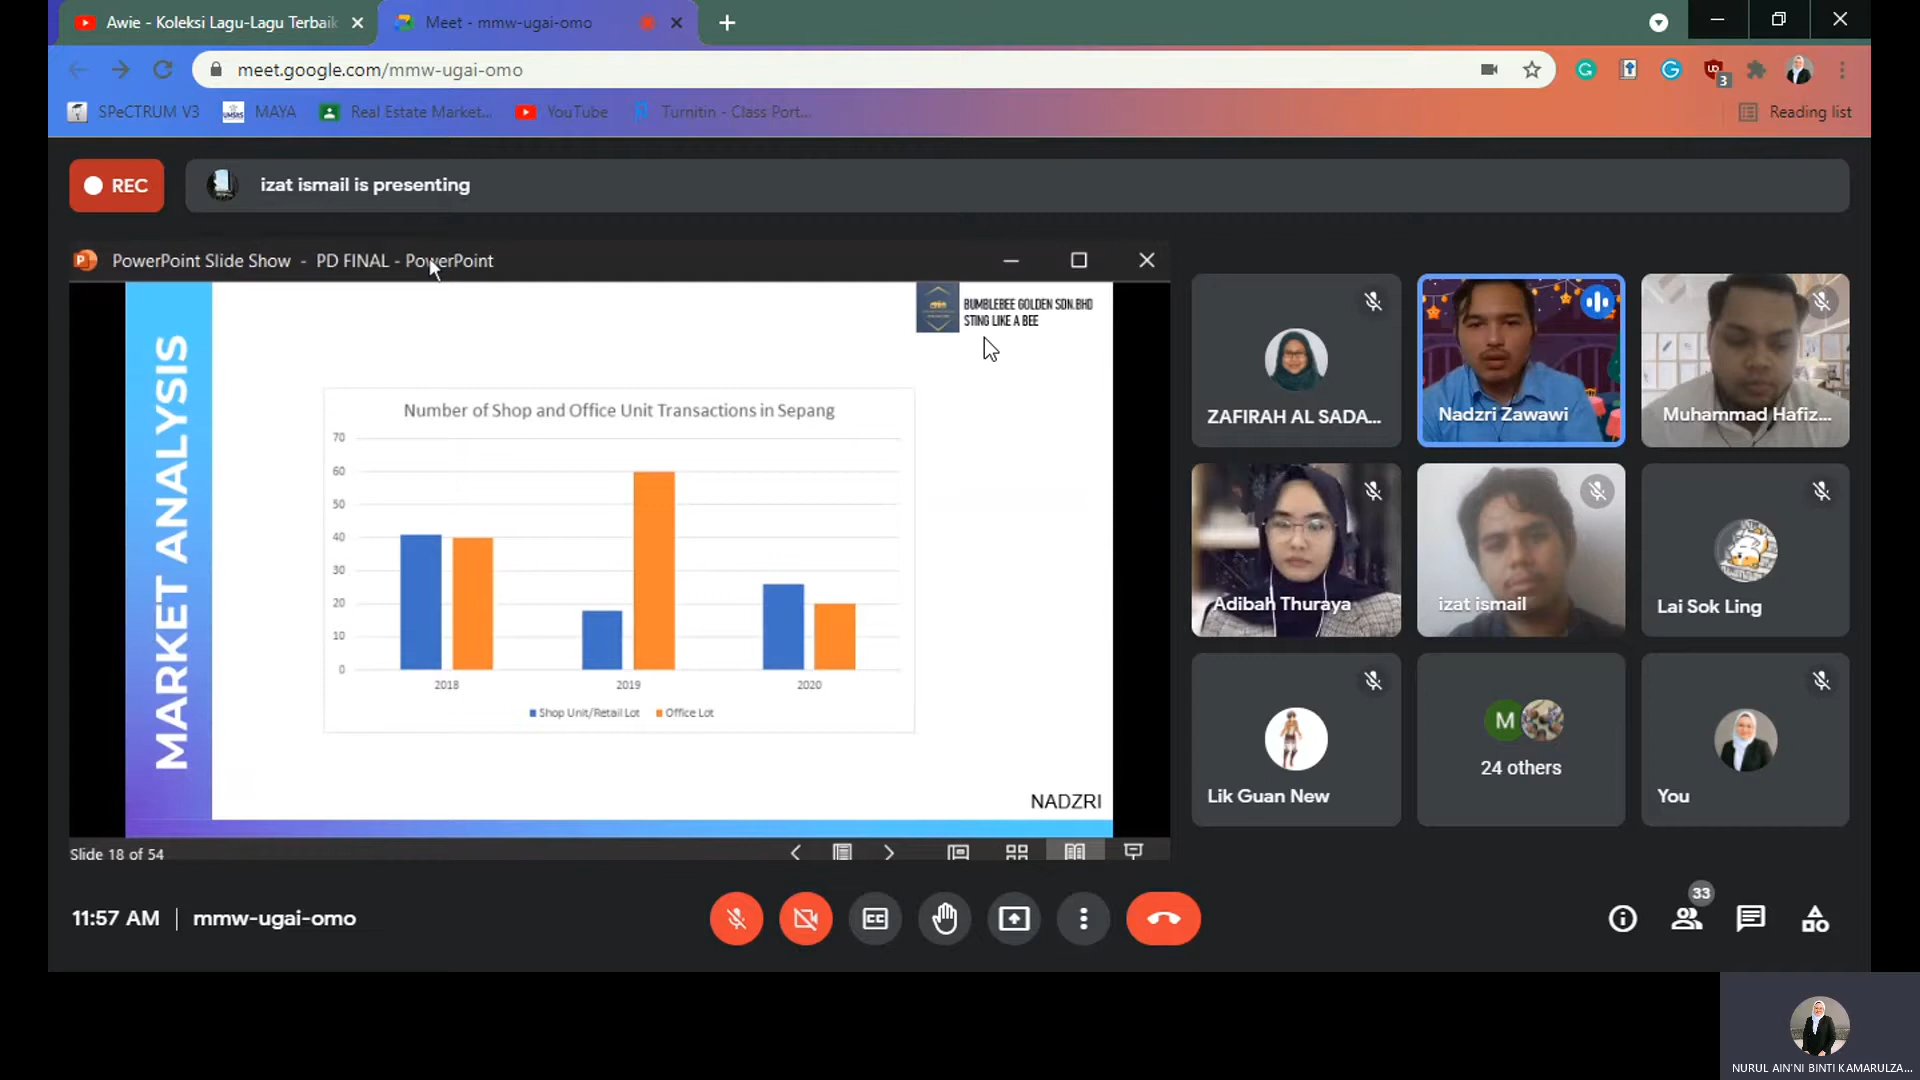 Awie - Koleksi Lagu-Lagu Terbaik
Meet - mmw-ugai-omo
meet.google.com/mmw-ugai-omo
3
SPeCTRUM V3
MAYA
Real Estate Market...
YouTube
Turnitin - Class Port...
Reading list
REC
izat ismail is presenting
PowerPoint Slide Show - PD FINAL - PowerPoint
BUMBLEBEE GOLDEN SDN.BHD
STING LIKE A BEE
MARKET ANALYSIS
Number of Shop and Office Unit Transactions in Sepang
70
60
50
40
30
20
10
0
2018
2019
2020
Shop Unit/Retail Lot
Office Lot
NADZRI
Slide 18 of 54
ZAFIRAH AL SADA...
Nadzri Zawawi
Muhammad Hafiz...
Adibah Thuraya
izat ismail
Lai Sok Ling
Lik Guan New
M
24 others
You
11:57 AM | mmw-ugai-omo
33
NURUL AIN'NI BINTI KAMARULZA...